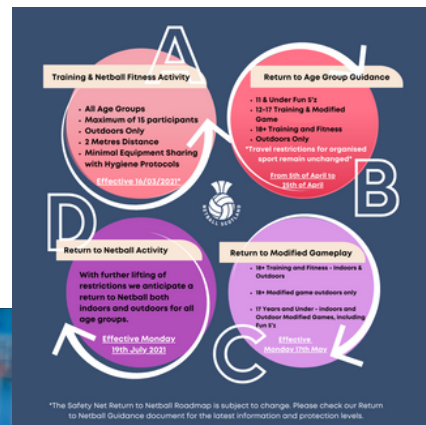 A
Training & Netball Fitness Activity
• All Age Groups
• Maximum of 15 participants
• Outdoors Only
• 2 Metres Distance
• Minimal Equipment Sharing
with Hygiene Protocols
Effective 16/03/2021*
B
Return to Age Group Guidance
• 11 & Under Fun 5'z
• 12-17 Training & Modified
Game
• 18+ Training and Fitness
• Outdoors Only
*Travel restrictions for organised
sport remain unchanged*
From 5th of April to
25th of April
NETBALL SCOTLAND
D
Return to Netball Activity
With further lifting of
restrictions we anticipate a
return to Netball both
indoors and outdoors for all
age groups.
Effective Monday
19th July 2021
C
Return to Modified Gameplay
• 18+ Training and Fitness - Indoors &
Outdoors
• 18+ Modified game outdoors only
• 17 Years and Under - Indoors and
Outdoor Modified Games, including
Fun 5'z
Effective
Monday 17th May
*The Safety Net Return to Netball Roadmap is subject to change. Please check our Return
to Netball Guidance document for the latest information and protection levels.